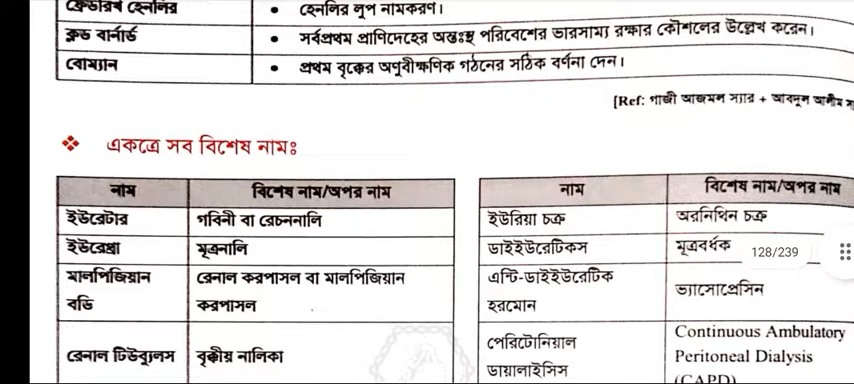 ফ্রেডারিখ হেনলির • হেনলির লুপ নামকরণ।
ক্লড বার্নার্ড • সর্বপ্রথম প্রাণিদেহের অন্তঃস্থ পরিবেশের ভারসাম্য রক্ষার কৌশলের উল্লেখ করেন।
বোম্যান • প্রথম বৃক্কের অণুবীক্ষণিক গঠনের সঠিক বর্ণনা দেন।
[Ref: গাজী আজমল স্যার + আবদুল আলীম
❖ একত্রে সব বিশেষ নামঃ
নাম বিশেষ নাম/অপর নাম
ইউরেটার গবিনী বা রেচননালি
ইউরেথ্রা মূত্রনালি
মালপিজিয়ান রেনাল করপাসল বা মালপিজিয়ান
বডি করপাসল
রেনাল টিউব্যুলস বৃক্কীয় নালিকা
নাম বিশেষ নাম/অপর নাম
ইউরিয়া চক্র অরনিথিন চক্র
ডাইইউরেটিকস মূত্রবর্ধক
এন্টি-ডাইইউরেটিক ভ্যাসোপ্রেসিন
হরমোন
পেরিটোনিয়াল Continuous Ambulatory
ডায়ালাইসিস Peritoneal Dialysis
(CAPD)
128/239